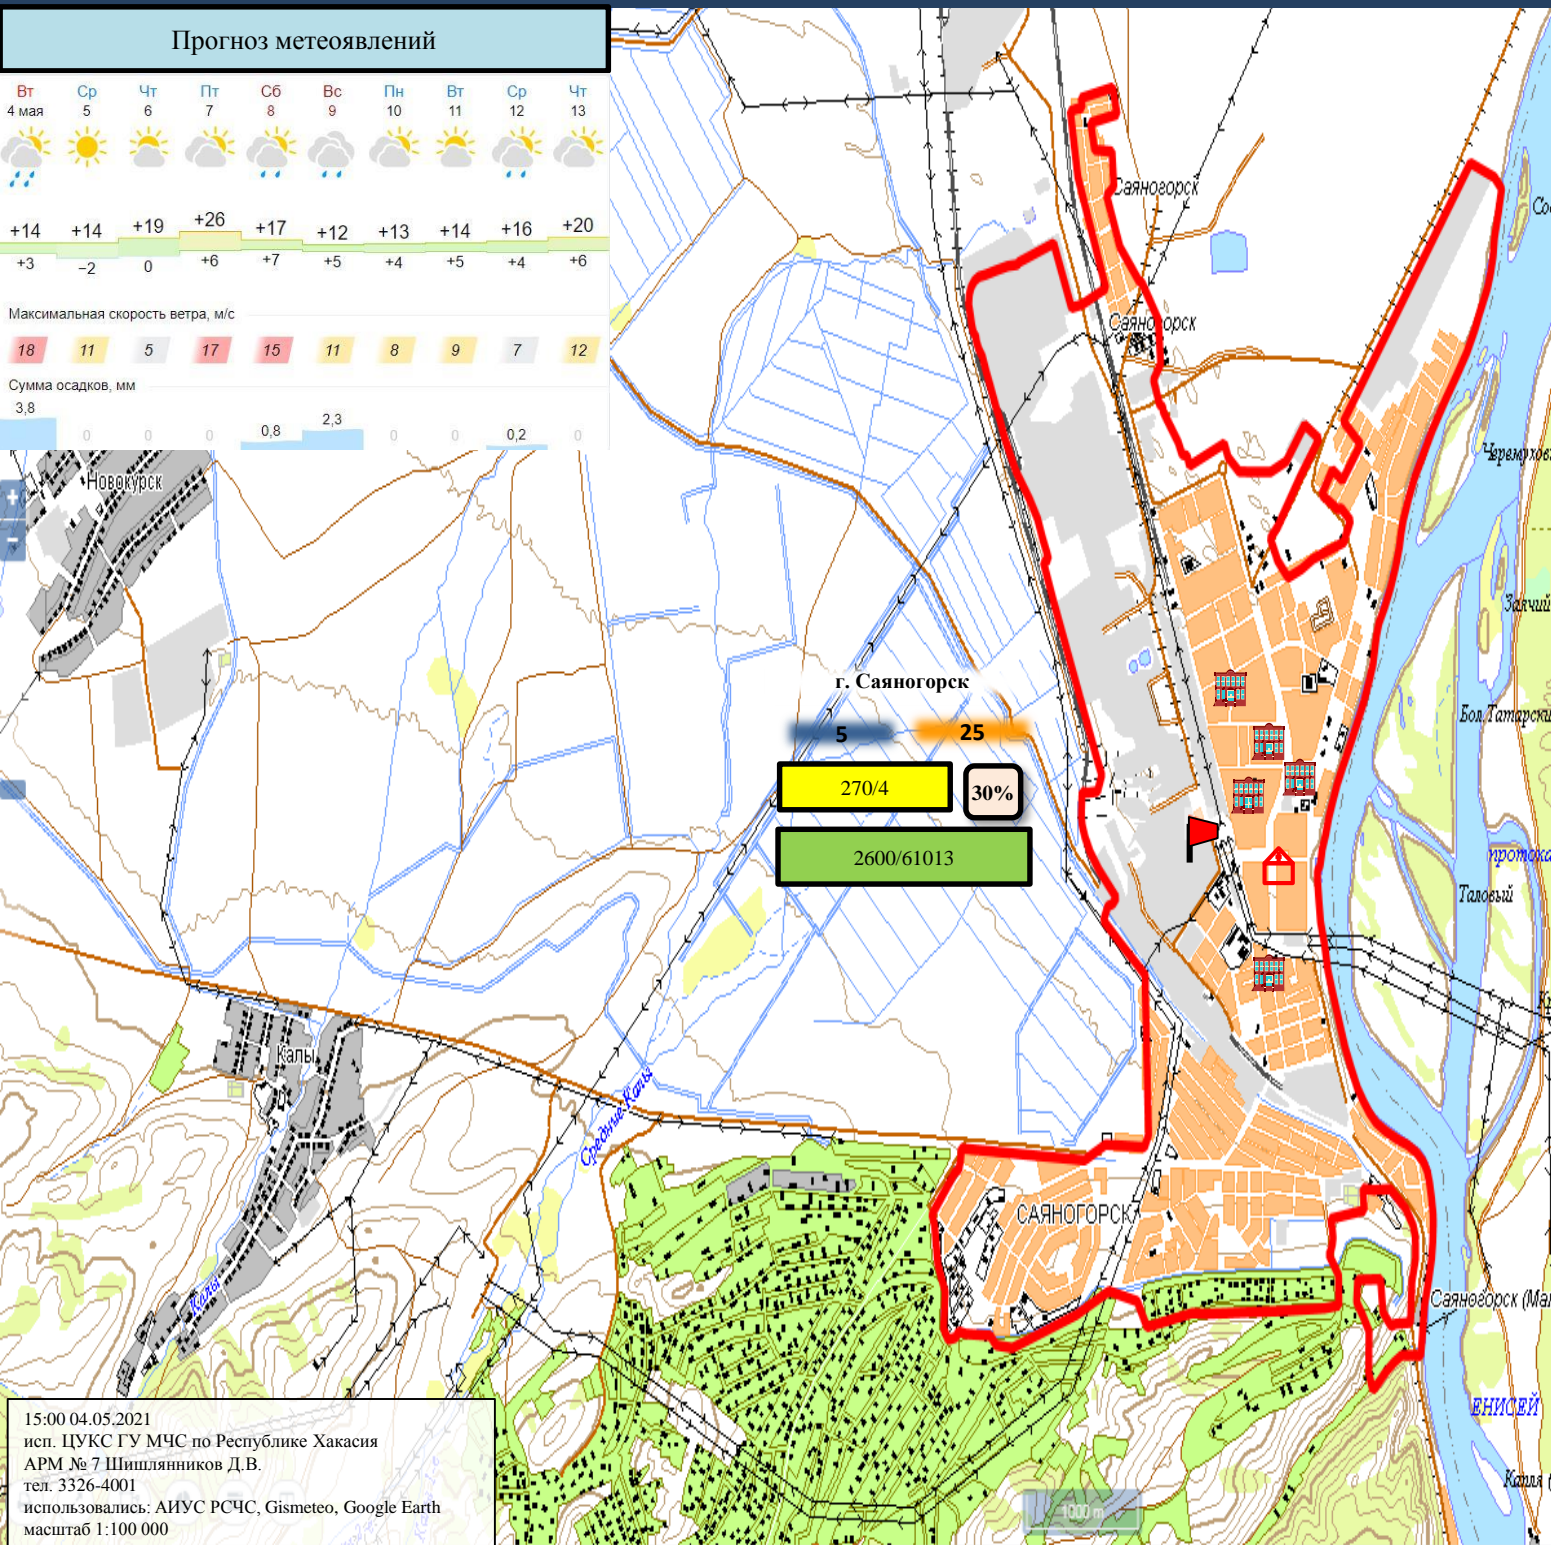 Прогноз метеоявлений
Вт Ср Чт Пт Сб Вс Пн Вт Ср Чт
4 мая 5 6 7 8 9 10 11 12 13
+14 +14 +19 +26 +17 +12 +13 +14 +16 +20
+3 −2 0 +6 +7 +5 +4 +5 +4 +6
Максимальная скорость ветра, м/с
18 11 5 17 15 11 8 9 7 12
Сумма осадков, мм
3,8 0 0 0 0,8 2,3 0 0 0,2 0
+
-
Новокурск
Саяногорск
Саяногорск
Со
Черемухов
Заячий
Бол.Татарски
протока
Таловый
г. Саяногорск
5 25
270/4 30%
2600/61013
Калы
Средние Калы
Калы
САЯНОГОРСК
Саяногорск (Ма
ЕНИСЕЙ
Капля (
1000 m
15:00 04.05.2021
исп. ЦУКС ГУ МЧС по Республике Хакасия
АРМ № 7 Шишлянников Д.В.
тел. 3326-4001
использовались: АИУС РСЧС, Gismeteo, Google Earth
масштаб 1:100 000